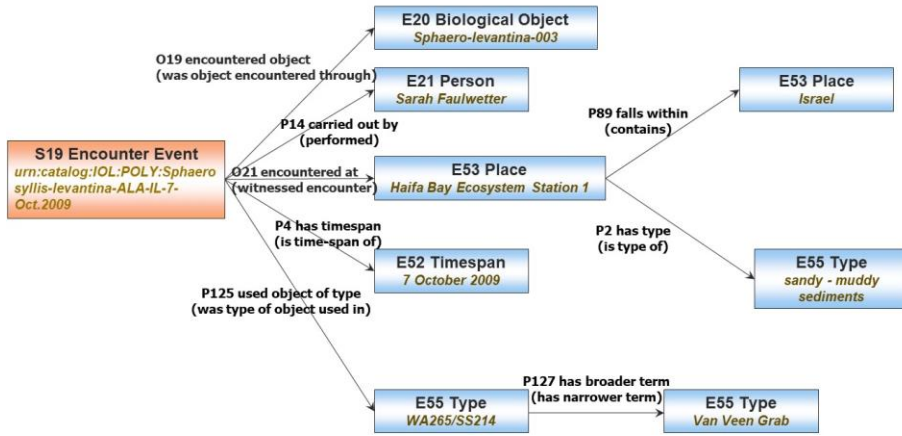 E20 Biological Object
Sphaero-levantina-003
O19 encountered object
(was object encountered through)
E21 Person
Sarah Faulwetter
E53 Place
Israel
P14 carried out by
(performed)
P89 falls within
(contains)
S19 Encounter Event
urn:catalog:IOL:POLY:Sphaero
syllis-levantina-ALA-IL-7-
Oct.2009
O21 encountered at
(witnessed encounter)
E53 Place
Haifa Bay Ecosystem Station 1
P4 has timespan
(is time-span of)
P2 has type
(is type of)
E52 Timespan
7 October 2009
E55 Type
sandy - muddy
sediments
P125 used object of type
(was type of object used in)
P127 has broader term
(has narrower term)
E55 Type
WA265/SS214
E55 Type
Van Veen Grab